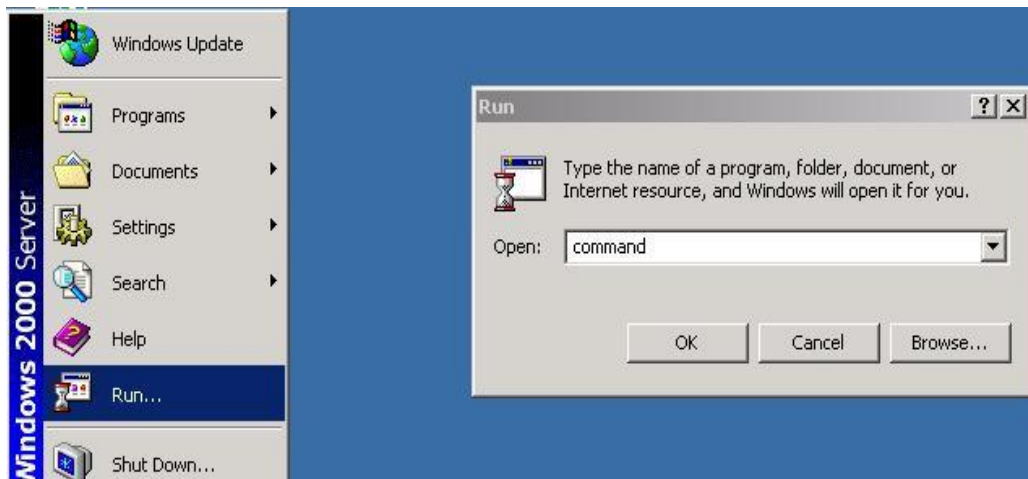 Windows Update
Programs
Documents
Settings
Search
Help
Run...
Shut Down...
Windows 2000 Server
Run
Type the name of a program, folder, document, or
Internet resource, and Windows will open it for you.
Open: command
OK Cancel Browse...